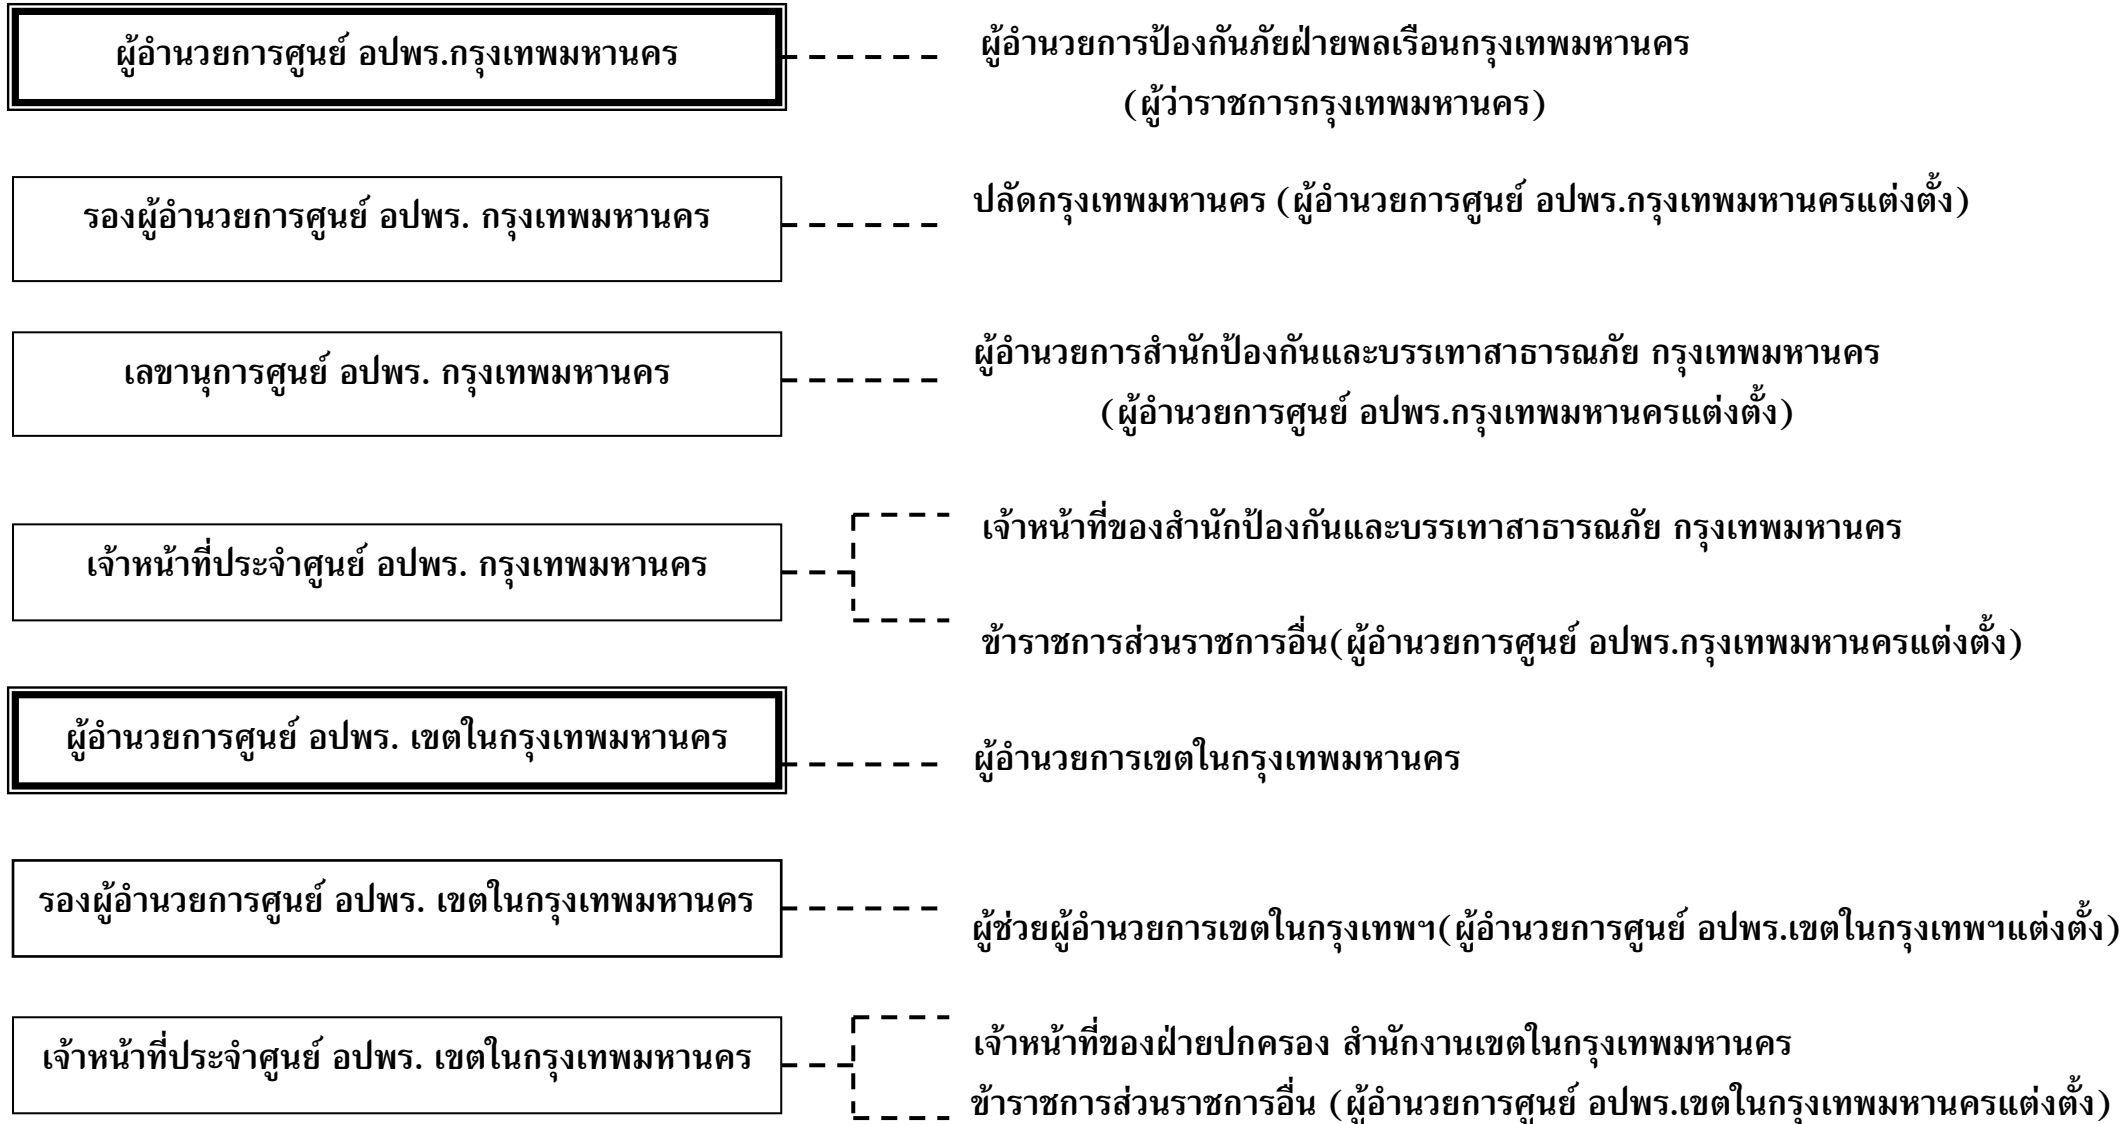 ผู้อำนวยการศูนย์ อปพร.กรุงเทพมหานคร
ผู้อำนวยการป้องกันภัยฝ่ายพลเรือนกรุงเทพมหานคร
(ผู้ว่าราชการกรุงเทพมหานคร)
รองผู้อำนวยการศูนย์ อปพร. กรุงเทพมหานคร
ปลัดกรุงเทพมหานคร (ผู้อำนวยการศูนย์ อปพร.กรุงเทพมหานครแต่งตั้ง)
เลขานุการศูนย์ อปพร. กรุงเทพมหานคร
ผู้อำนวยการสำนักป้องกันและบรรเทาสาธารณภัย กรุงเทพมหานคร
(ผู้อำนวยการศูนย์ อปพร.กรุงเทพมหานครแต่งตั้ง)
เจ้าหน้าที่ประจำศูนย์ อปพร. กรุงเทพมหานคร
เจ้าหน้าที่ของสำนักป้องกันและบรรเทาสาธารณภัย กรุงเทพมหานคร
ข้าราชการส่วนราชการอื่น(ผู้อำนวยการศูนย์ อปพร.กรุงเทพมหานครแต่งตั้ง)
ผู้อำนวยการศูนย์ อปพร. เขตในกรุงเทพมหานคร
ผู้อำนวยการเขตในกรุงเทพมหานคร
รองผู้อำนวยการศูนย์ อปพร. เขตในกรุงเทพมหานคร
ผู้ช่วยผู้อำนวยการเขตในกรุงเทพฯ(ผู้อำนวยการศูนย์ อปพร.เขตในกรุงเทพฯแต่งตั้ง)
เจ้าหน้าที่ประจำศูนย์ อปพร. เขตในกรุงเทพมหานคร
เจ้าหน้าที่ของฝ่ายปกครอง สำนักงานเขตในกรุงเทพมหานคร
ข้าราชการส่วนราชการอื่น (ผู้อำนวยการศูนย์ อปพร.เขตในกรุงเทพมหานครแต่งตั้ง)